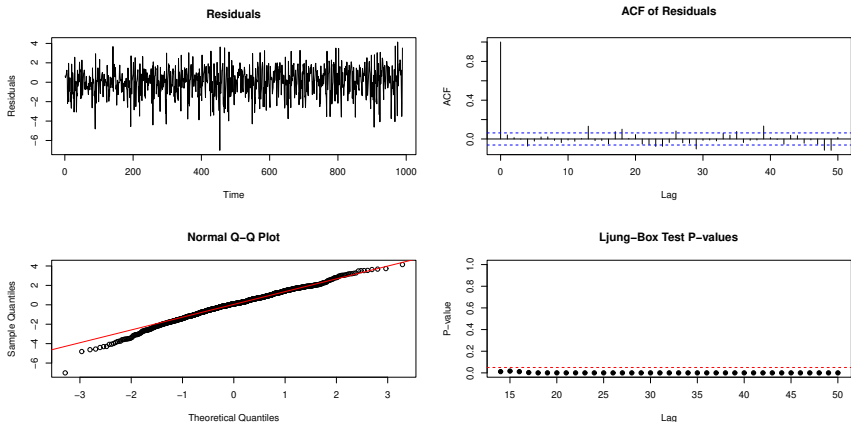 Residuals
Residuals
4
2
0
-2
-4
-6
0 200 400 600 800 1000
Time
ACF of Residuals
ACF
0.8
0.4
0.0
0 10 20 30 40 50
Lag
Normal Q-Q Plot
Sample Quantiles
4
2
0
-2
-4
-6
-3 -2 -1 0 1 2 3
Theoretical Quantiles
Ljung-Box Test P-values
P-value
1.0
0.8
0.6
0.4
0.2
0.0
15 20 25 30 35 40 45 50
Lag